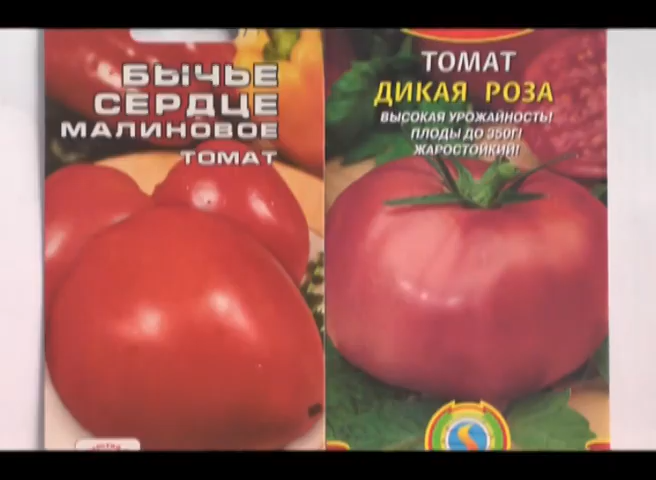 БЫЧЬЕ
СЕРДЦЕ
МАЛИНОВОЕ
ТОМАТ
ТОМАТ
ДИКАЯ РОЗА
ВЫСОКАЯ УРОЖАЙНОСТЬ!
ПЛОДЫ ДО 350Г!
ЖАРОСТОЙКИЙ!